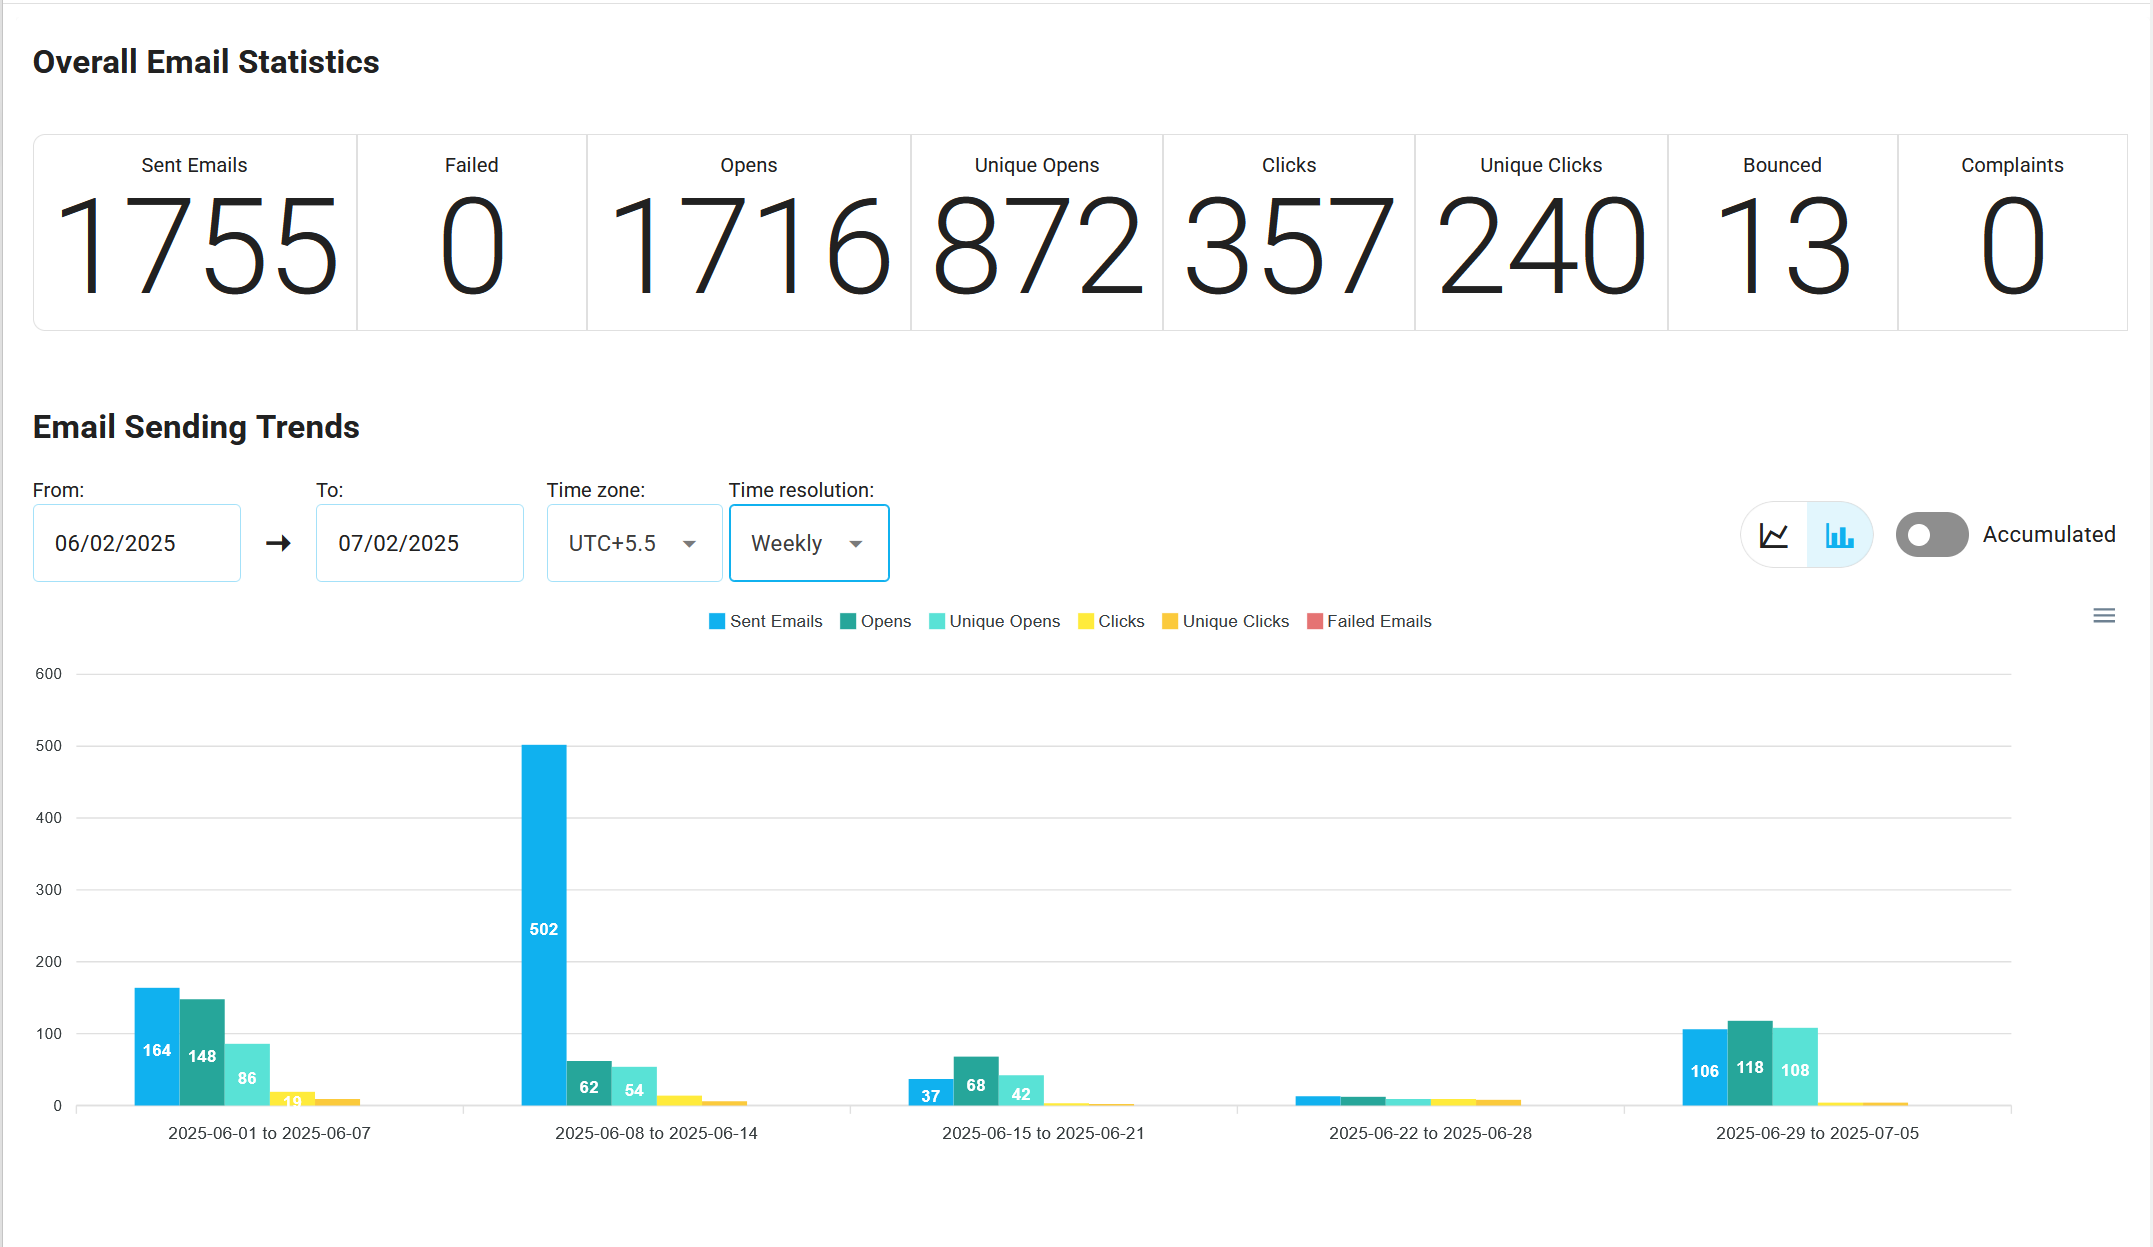 Overall Email Statistics
Sent Emails Failed Opens Unique Opens Clicks Unique Clicks Bounced Complaints
1755 0 1716 872 357 240 13 0
Email Sending Trends
From: To: Time zone: Time resolution:
06/02/2025 → 07/02/2025 UTC+5.5 Weekly Accumulated
Sent Emails Opens Unique Opens Clicks Unique Clicks Failed Emails
600
500
400
300
200
100
0
164 148 86 19
502 62 54
37 68 42
106 118 108
2025-06-01 to 2025-06-07 2025-06-08 to 2025-06-14 2025-06-15 to 2025-06-21 2025-06-22 to 2025-06-28 2025-06-29 to 2025-07-05